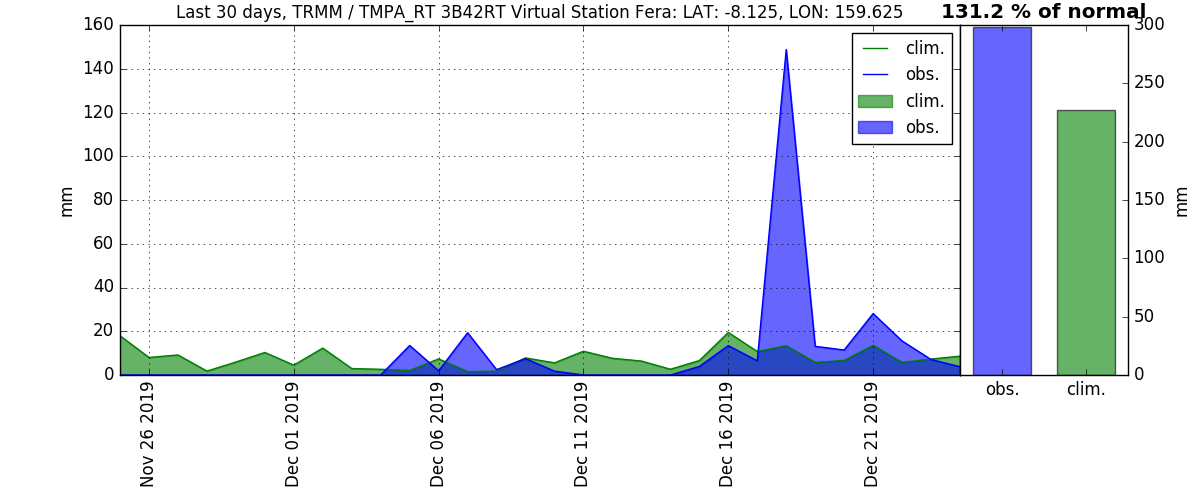 Last 30 days, TRMM / TMPA_RT 3B42RT Virtual Station Fera: LAT: -8.125, LON: 159.625
131.2 % of normal
160
140
120
100
80
60
40
20
0
mm
clim.
obs.
clim.
obs.
Nov 26 2019
Dec 01 2019
Dec 06 2019
Dec 11 2019
Dec 16 2019
Dec 21 2019
300
250
200
150
100
50
0
mm
obs.
clim.